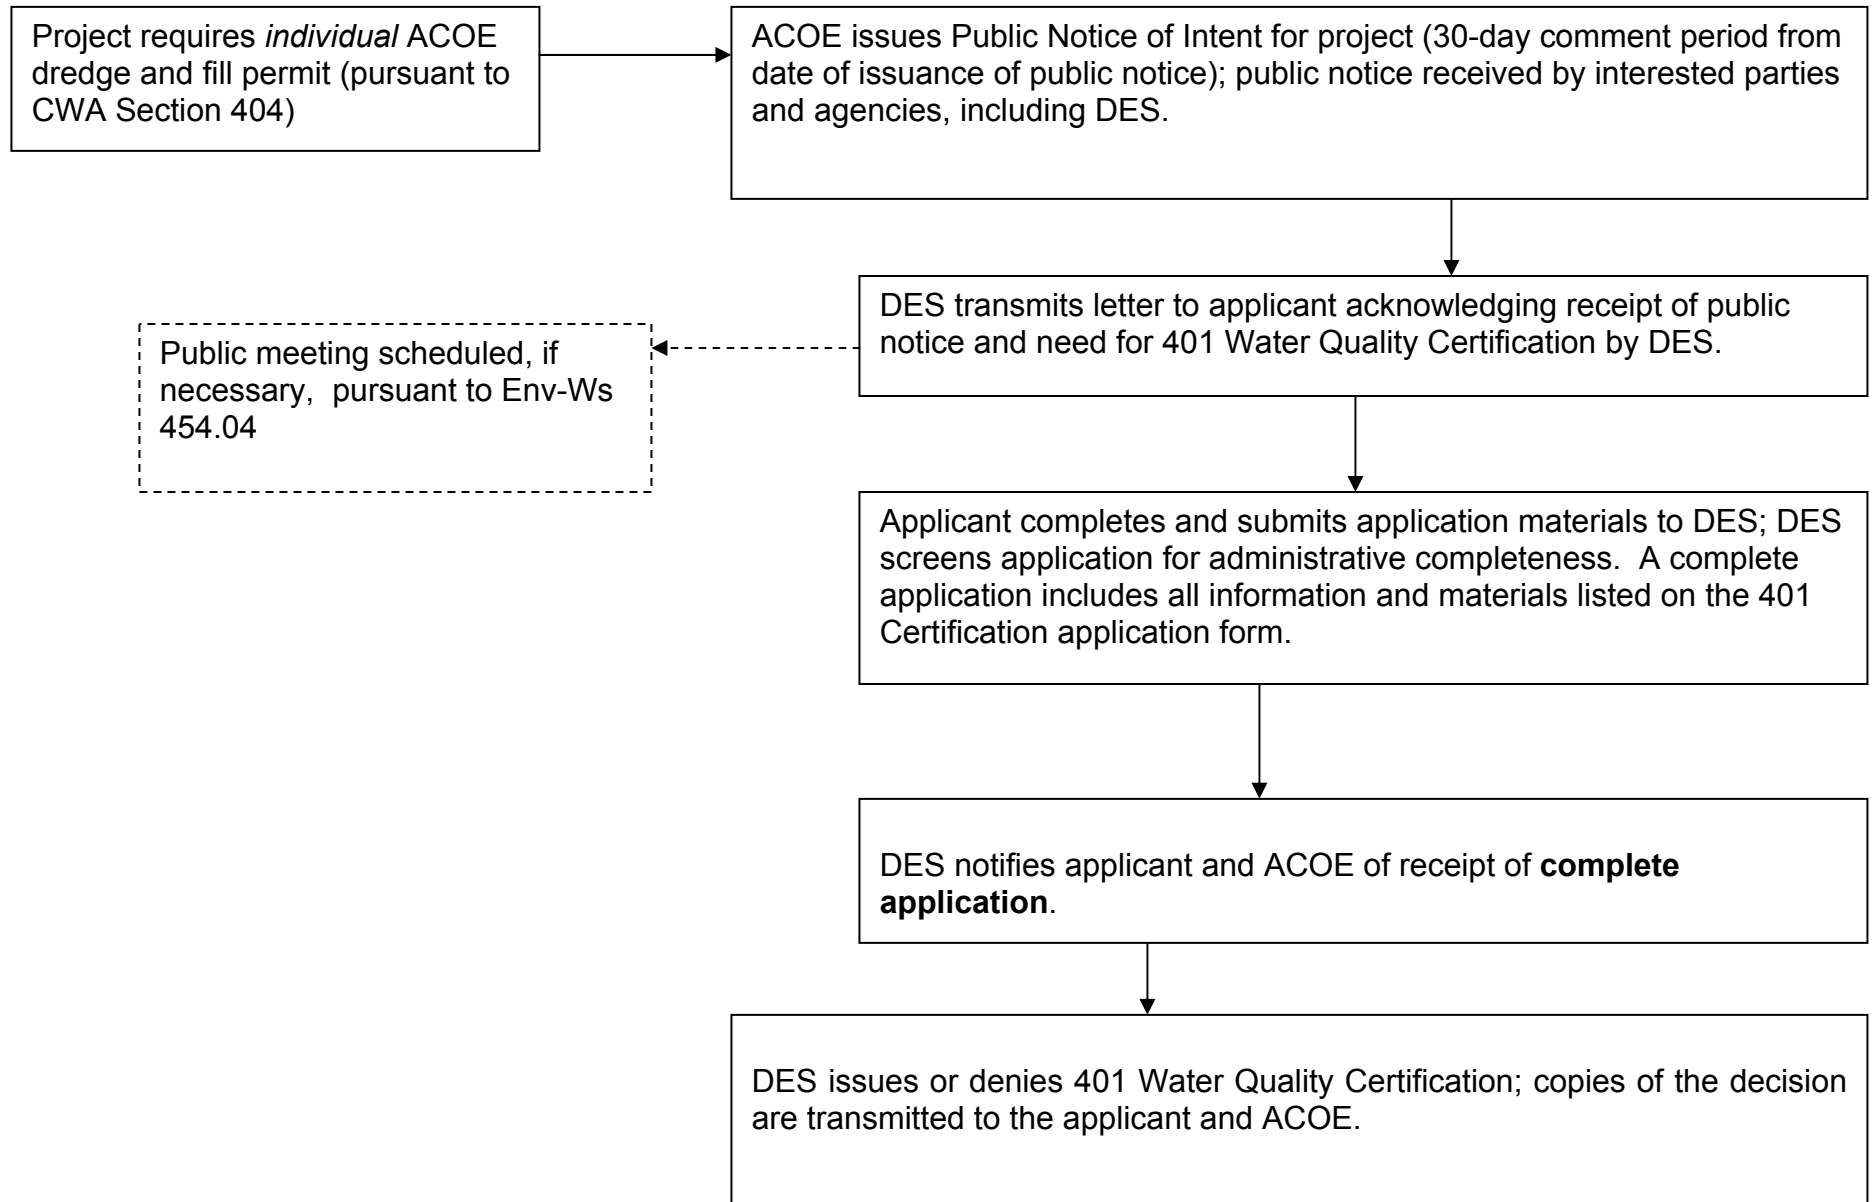 Project requires individual ACOE
dredge and fill permit (pursuant to
CWA Section 404)
ACOE issues Public Notice of Intent for project (30-day comment period from
date of issuance of public notice); public notice received by interested parties
and agencies, including DES.
DES transmits letter to applicant acknowledging receipt of public
notice and need for 401 Water Quality Certification by DES.
Public meeting scheduled, if
necessary,  pursuant to Env-Ws
454.04
Applicant completes and submits application materials to DES; DES
screens application for administrative completeness.  A complete
application includes all information and materials listed on the 401
Certification application form.
DES notifies applicant and ACOE of receipt of complete
application.
DES issues or denies 401 Water Quality Certification; copies of the decision
are transmitted to the applicant and ACOE.